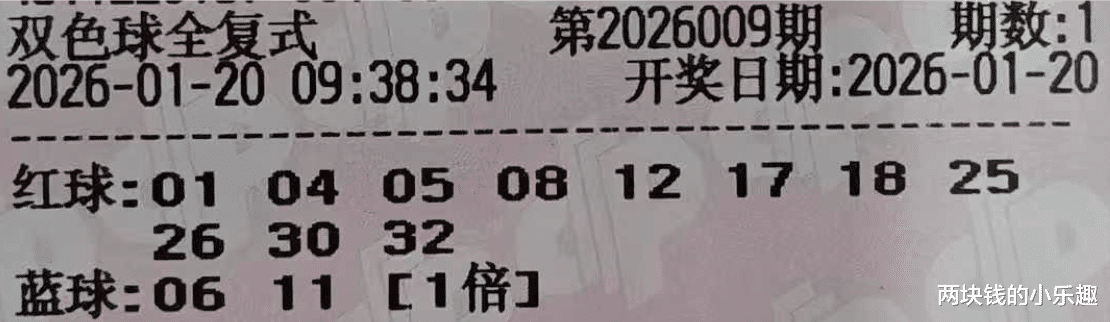 双色球全复式 第2026009期 期数:1
2026-01-20 09:38:34 开奖日期:2026-01-20
红球:01 04 05 08 12 17 18 25
26 30 32
蓝球:06 11 [1倍]
两块钱的小乐趣